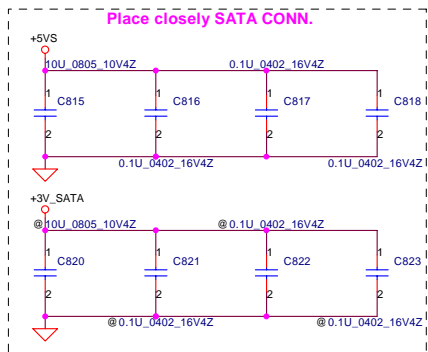 Place closely SATA CONN.
+5VS
10U_0805_10V4Z 0.1U_0402_16V4Z
1 1 1 1
C815 C816 C817 C818
2 2 2 2
0.1U_0402_16V4Z 0.1U_0402_16V4Z
+3V_SATA
@10U_0805_10V4Z @0.1U_0402_16V4Z
1 1 1 1
C820 C821 C822 C823
2 2 2 2
@0.1U_0402_16V4Z @0.1U_0402_16V4Z